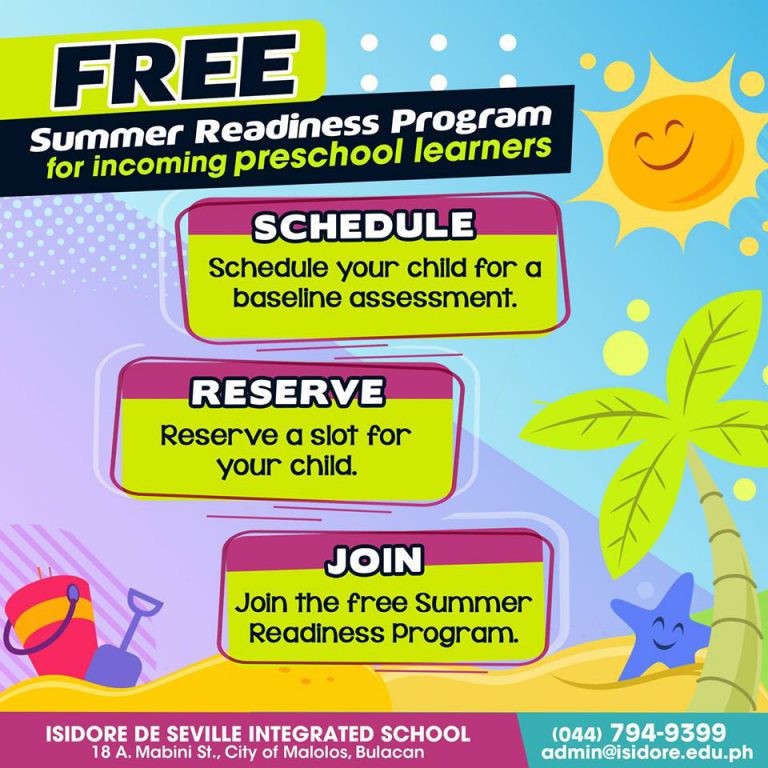 FREE
Summer Readiness Program
for incoming preschool learners
SCHEDULE
Schedule your child for a
baseline assessment.
RESERVE
Reserve a slot for
your child.
JOIN
Join the free Summer
Readiness Program.
ISIDORE DE SEVILLE INTEGRATED SCHOOL
18 A. Mabini St., City of Malolos, Bulacan
(044) 794-9399
admin@isidore.edu.ph